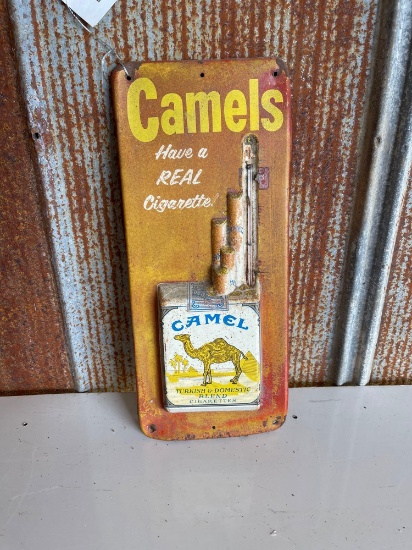 Camels
Have a
REAL
Cigarette!
CAMEL
TURKISH & DOMESTIC
BLEND
CIGARETTES